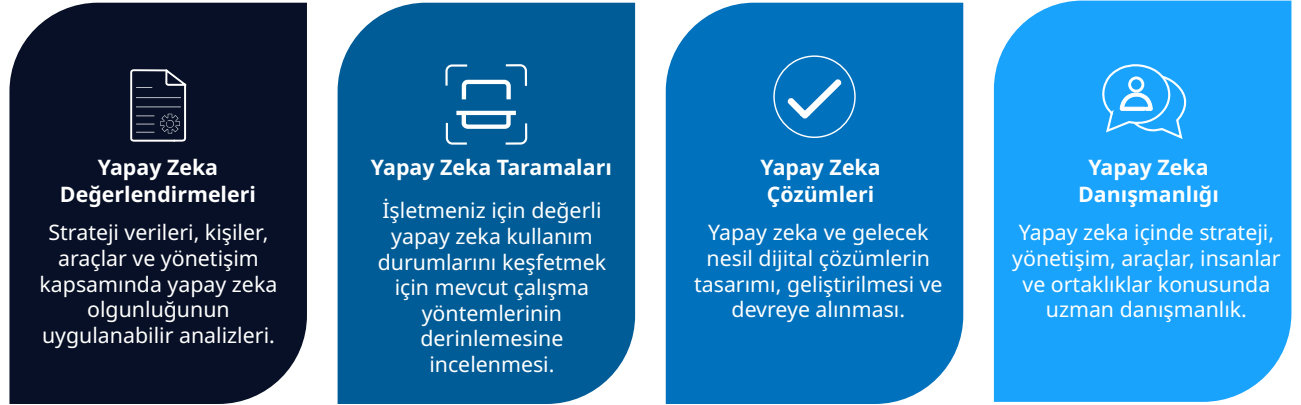 Yapay Zeka
Değerlendirmeleri
Strateji verileri, kişiler,
araçlar ve yönetişim
kapsamında yapay zeka
olgunluğunun
uygulanabilir analizleri.
Yapay Zeka Taramaları
İşletmeniz için değerli
yapay zeka kullanım
durumlarını keşfetmek
için mevcut çalışma
yöntemlerinin
derinlemesine
incelenmesi.
Yapay Zeka
Çözümleri
Yapay zeka ve gelecek
nesil dijital çözümlerin
tasarımı, geliştirilmesi ve
devreye alınması.
Yapay Zeka
Danışmanlığı
Yapay zeka içinde strateji,
yönetişim, araçlar, insanlar
ve ortaklıklar konusunda
uzman danışmanlık.